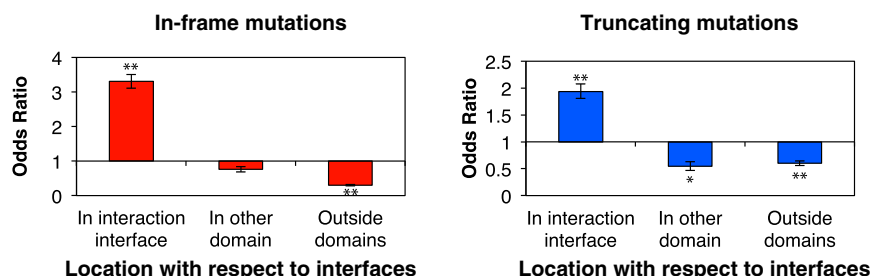 In-frame mutations
Odds Ratio
4
3
2
1
0
**
**
In interaction interface
In other domain
Outside domains
Location with respect to interfaces
Truncating mutations
Odds Ratio
2.5
2
1.5
1
0.5
0
**
*
**
In interaction interface
In other domain
Outside domains
Location with respect to interfaces